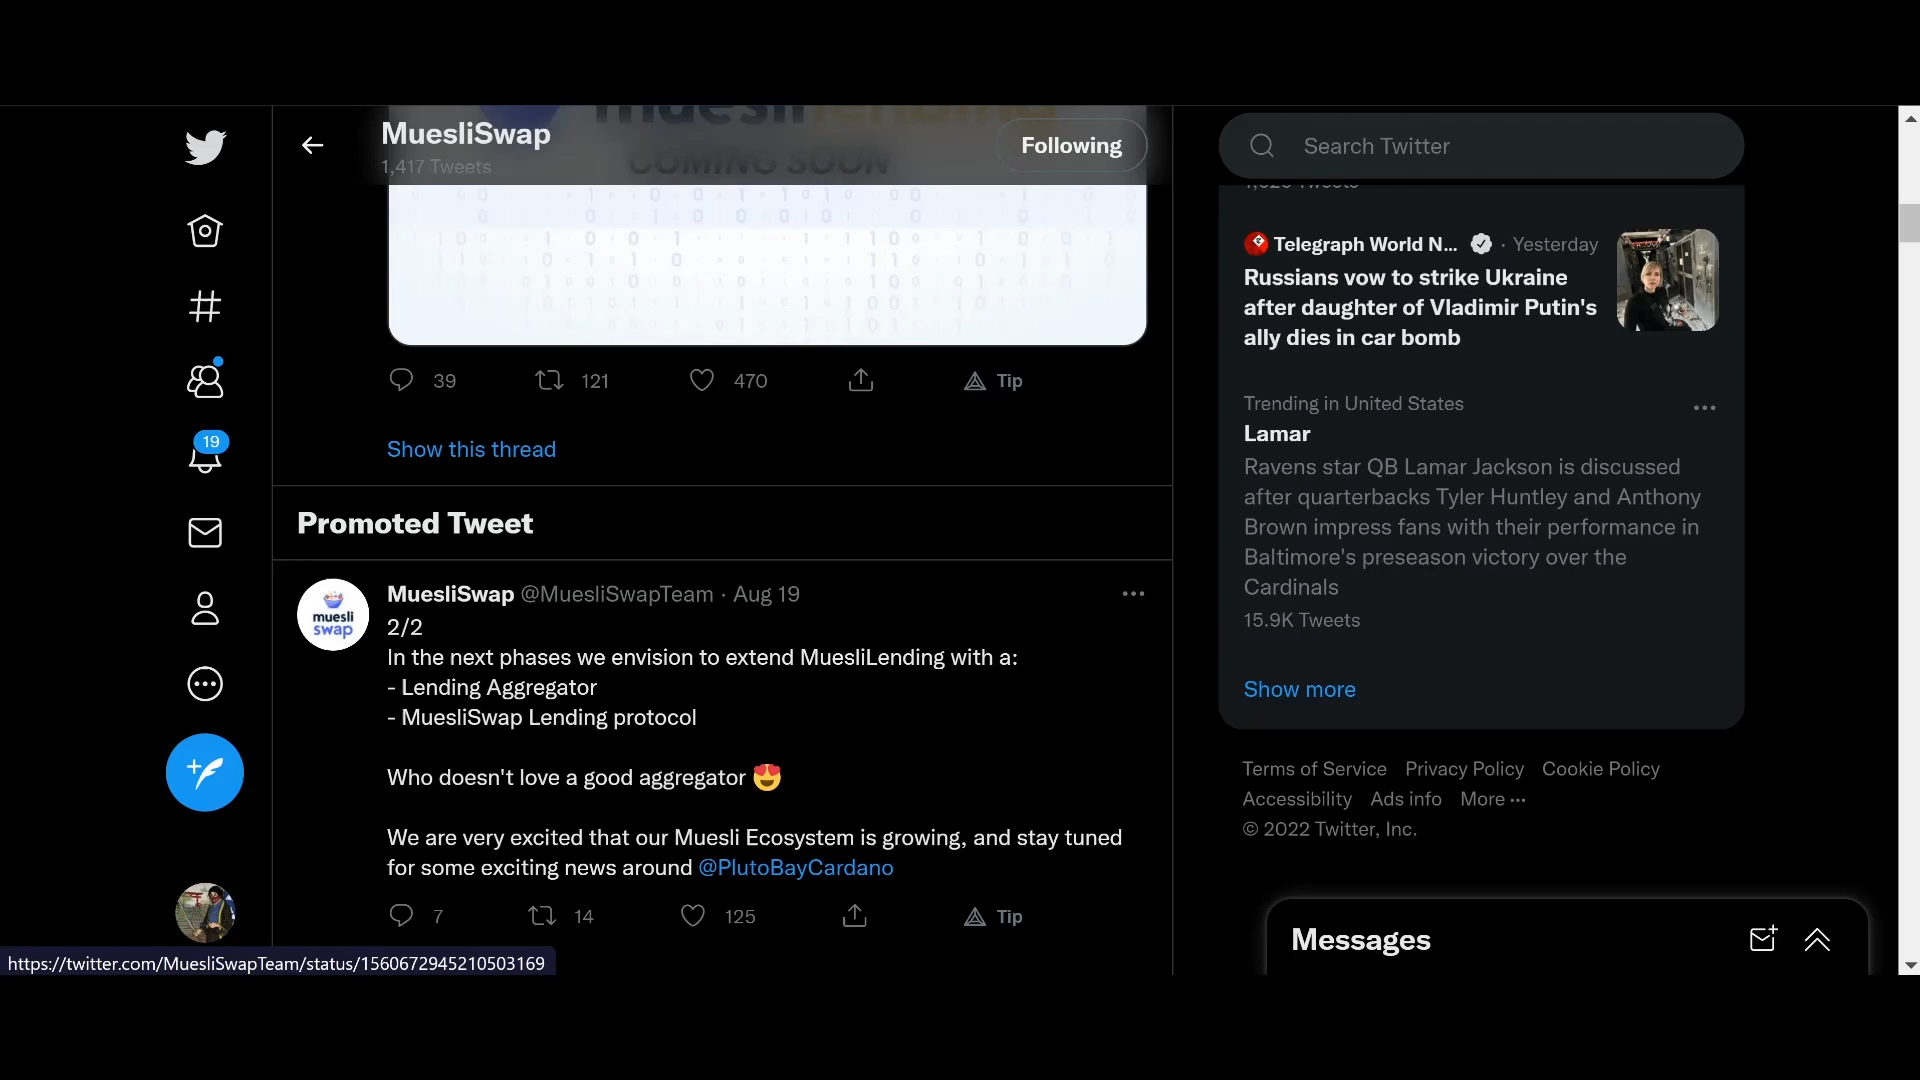 MuesliSwap
1,417 Tweets
Following
COMING SOON
39
121
470
Tip
Show this thread
Promoted Tweet
muesli
swap
MuesliSwap @MuesliSwapTeam · Aug 19
2/2
In the next phases we envision to extend MuesliLending with a:
- Lending Aggregator
- MuesliSwap Lending protocol
Who doesn't love a good aggregator 😍
We are very excited that our Muesli Ecosystem is growing, and stay tuned
for some exciting news around @PlutoBayCardano
7
14
125
Tip
19
https://twitter.com/MuesliSwapTeam/status/1560672945210503169
Search Twitter
Telegraph World N... · Yesterday
Russians vow to strike Ukraine
after daughter of Vladimir Putin's
ally dies in car bomb
Trending in United States
Lamar
Ravens star QB Lamar Jackson is discussed
after quarterbacks Tyler Huntley and Anthony
Brown impress fans with their performance in
Baltimore's preseason victory over the
Cardinals
15.9K Tweets
Show more
Terms of Service Privacy Policy Cookie Policy
Accessibility Ads info More ···
© 2022 Twitter, Inc.
Messages